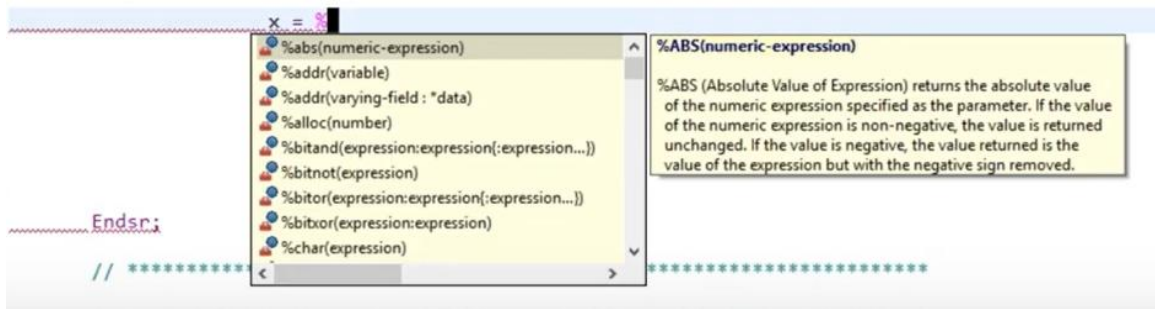 x = %
%abs(numeric-expression)
%addr(variable)
%addr(varying-field : *data)
%alloc(number)
%bitand(expression:expression{:expression...})
%bitnot(expression)
%bitor(expression:expression{:expression...})
%bitxor(expression:expression)
%char(expression)
%ABS(numeric-expression)
%ABS (Absolute Value of Expression) returns the absolute value
of the numeric expression specified as the parameter. If the value
of the numeric expression is non-negative, the value is returned
unchanged. If the value is negative, the value returned is the
value of the expression but with the negative sign removed.
Endsr;
// ********** ************************